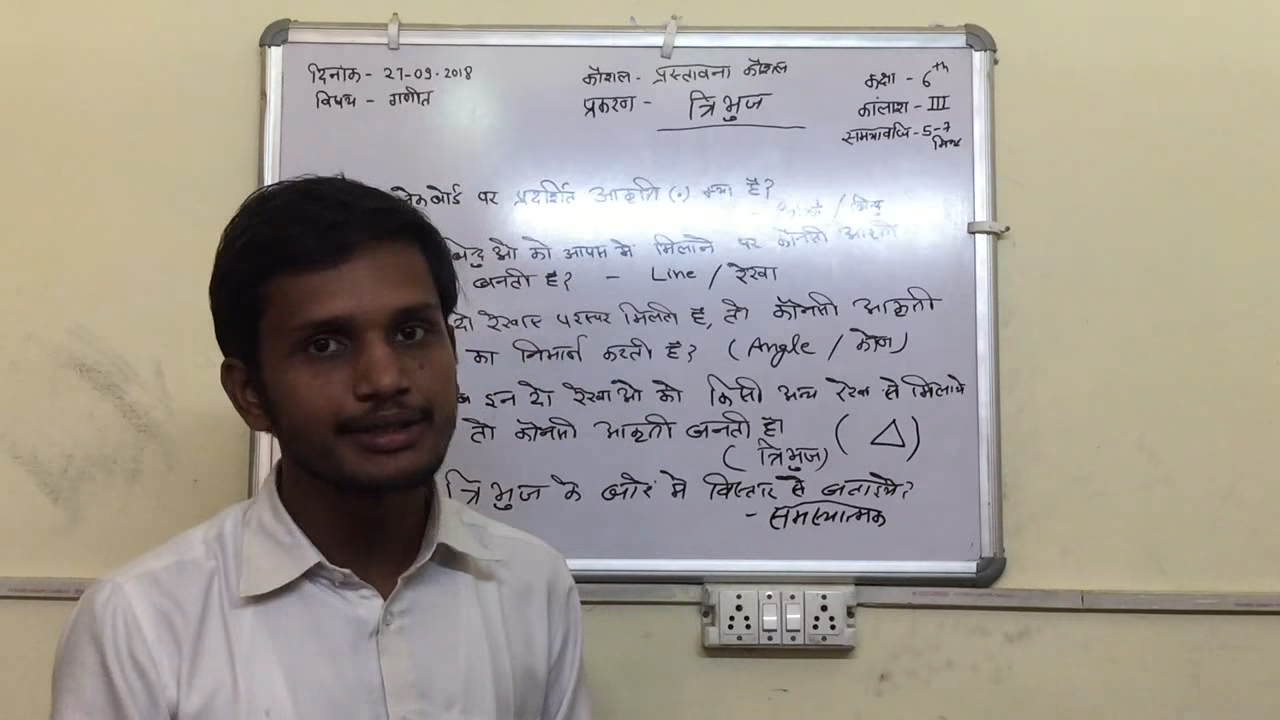 दिनांक - 27-09-2018
विषय - गणीत
कौशल - प्रस्तावना कौशल
प्रकरण - त्रिभुज
कक्षा - 6th
कालांश - III
समयावधि - 5-7 मिनट
पर प्रदर्शित आकृति (.) क्या है?
/ बिन्दु
को आपस में मिलाने पर कौनसी आकृती
बनती है? - Line / रेखा
दो रेखाएं परस्पर मिलती है, तो कौनसी आकृती
का निर्माण करती है? (Angle / कोण)
इन दो रेखाओ को किसी अन्य रेखा से मिलाये
तो कौनसी आकृती बनती है। (△)
(त्रिभुज)
त्रिभुज के बारे मे विस्तार से बताइये?
- समस्यात्मक